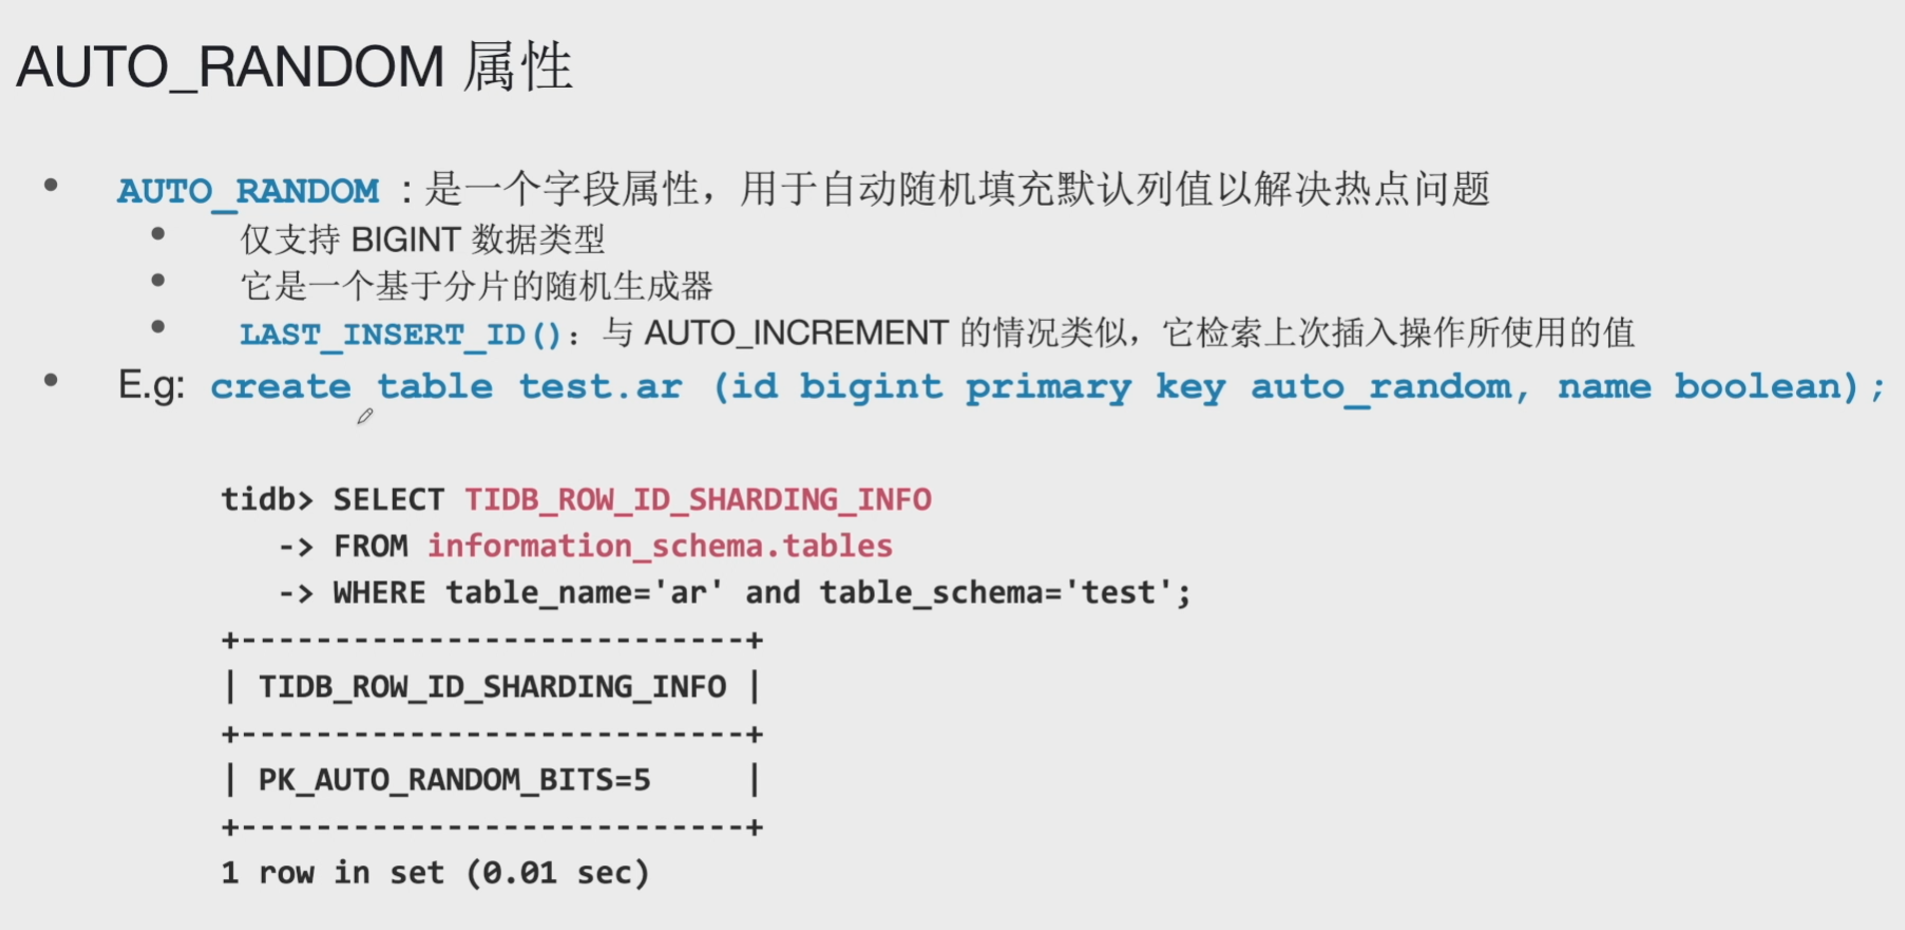 AUTO_RANDOM 属性
• AUTO_RANDOM ：是一个字段属性，用于自动随机填充默认列值以解决热点问题
• 仅支持 BIGINT 数据类型
• 它是一个基于分片的随机生成器
• LAST_INSERT_ID()：与 AUTO_INCREMENT 的情况类似，它检索上次插入操作所使用的值
• E.g: create table test.ar (id bigint primary key auto_random, name boolean);
tidb> SELECT TIDB_ROW_ID_SHARDING_INFO
-> FROM information_schema.tables
-> WHERE table_name='ar' and table_schema='test';
+---------------------------+
| TIDB_ROW_ID_SHARDING_INFO |
+---------------------------+
| PK_AUTO_RANDOM_BITS=5     |
+---------------------------+
1 row in set (0.01 sec)